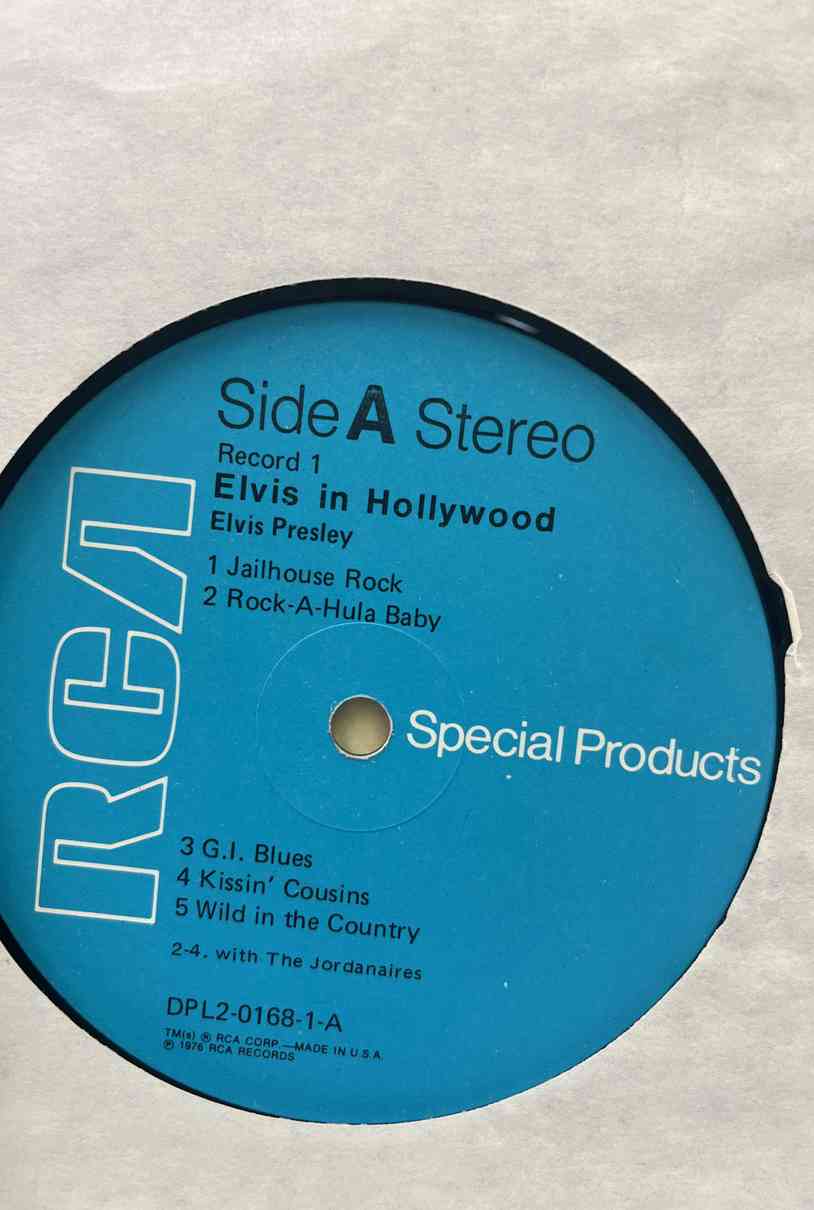 Side A Stereo
Record 1
Elvis in Hollywood
Elvis Presley
1 Jailhouse Rock
2 Rock-A-Hula Baby
RCA
Special Products
3 G.I. Blues
4 Kissin' Cousins
5 Wild in the Country
2-4. with The Jordanaires
DPL2-0168-1-A
TM(s) ® RCA CORP.—MADE IN U.S.A.
℗ 1976 RCA RECORDS